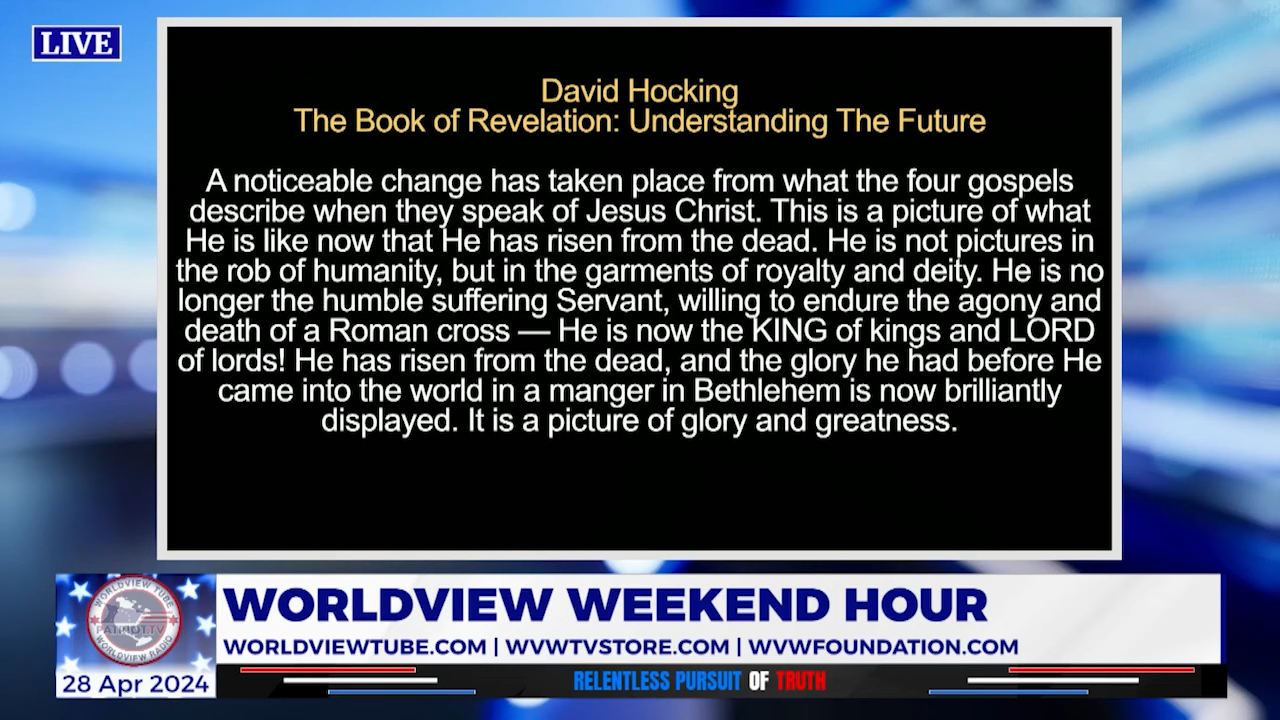 LIVE
David Hocking
The Book of Revelation: Understanding The Future
A noticeable change has taken place from what the four gospels
describe when they speak of Jesus Christ. This is a picture of what
He is like now that He has risen from the dead. He is not pictures in
the rob of humanity, but in the garments of royalty and deity. He is no
longer the humble suffering Servant, willing to endure the agony and
death of a Roman cross — He is now the KING of kings and LORD
of lords! He has risen from the dead, and the glory he had before He
came into the world in a manger in Bethlehem is now brilliantly
displayed. It is a picture of glory and greatness.
WORLDVIEW TUBE
PATRIOT.TV
WORLDVIEW RADIO
28 Apr 2024
WORLDVIEW WEEKEND HOUR
WORLDVIEWTUBE.COM | WVWTVSTORE.COM | WVWFOUNDATION.COM
RELENTLESS PURSUIT OF TRUTH